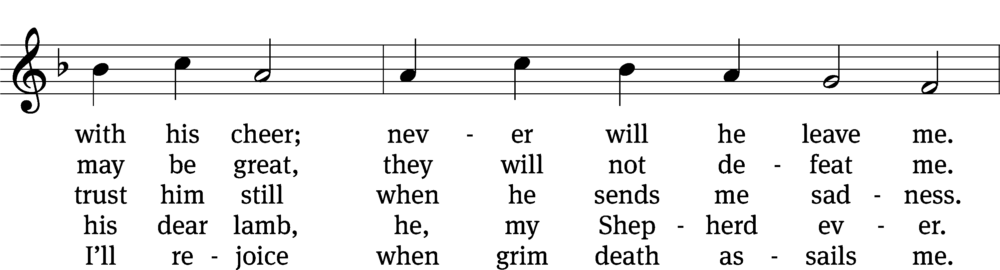 with his cheer; nev - er will he leave me.
may be great, they will not de - feat me.
trust him still when he sends me sad - ness.
his dear lamb, he, my Shep - herd ev - er.
I’ll re - joice when grim death as - sails me.